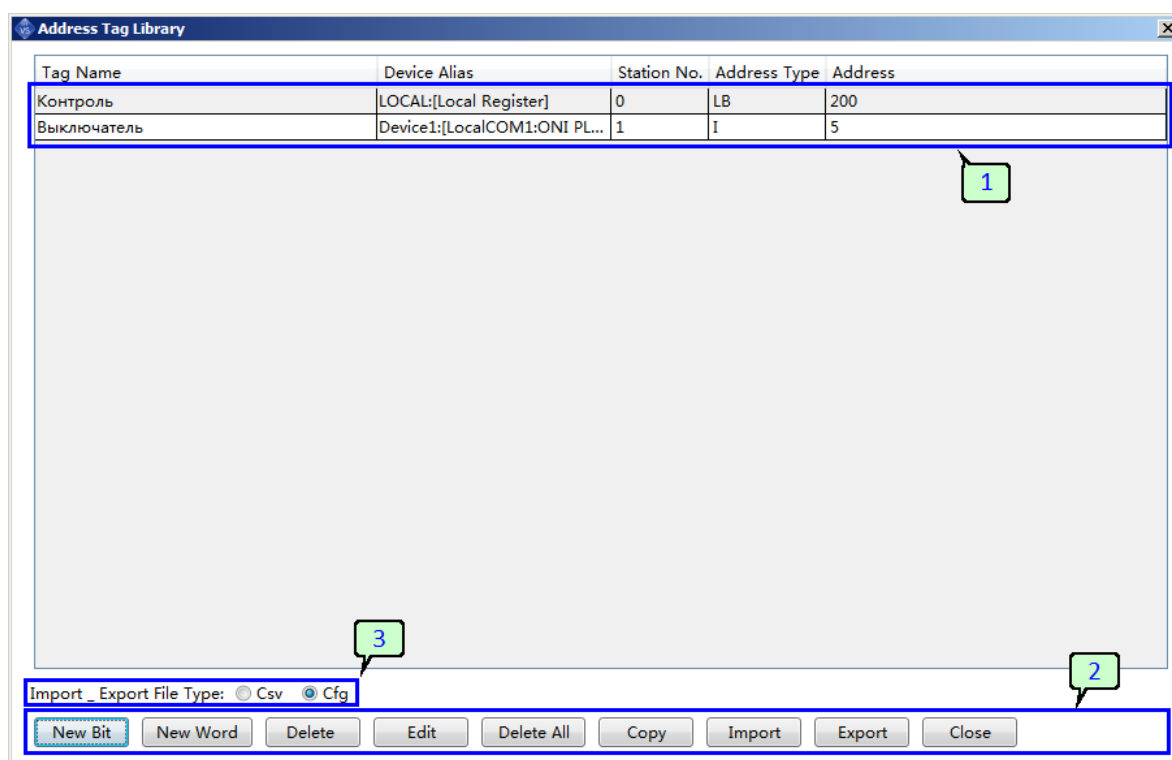 VS Address Tag Library X
Tag Name Device Alias Station No. Address Type Address
Контроль LOCAL:[Local Register] 0 LB 200
Выключатель Device1:[LocalCOM1:ONI PL... 1 I 5
1
3
2
Import _ Export File Type: Csv Cfg
New Bit New Word Delete Edit Delete All Copy Import Export Close